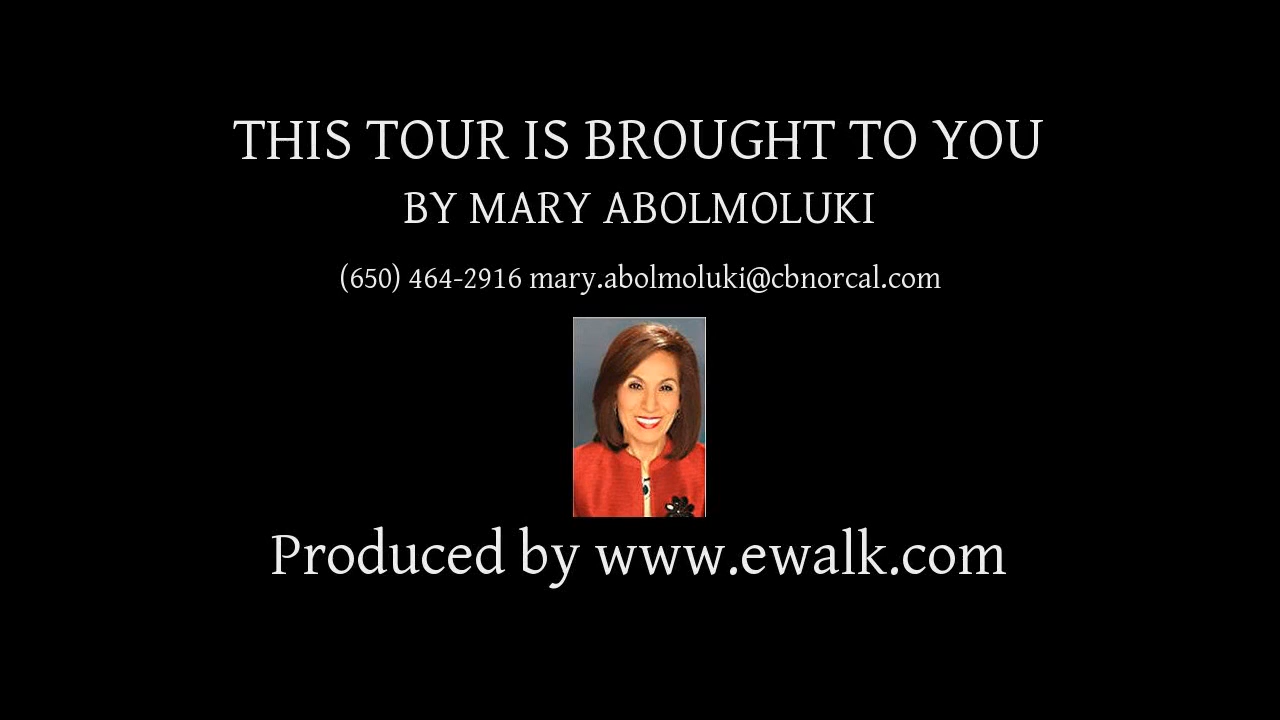 THIS TOUR IS BROUGHT TO YOU
BY MARY ABOLMOLUKI
(650) 464-2916 mary.abolmoluki@cbnorcal.com
Produced by www.ewalk.com